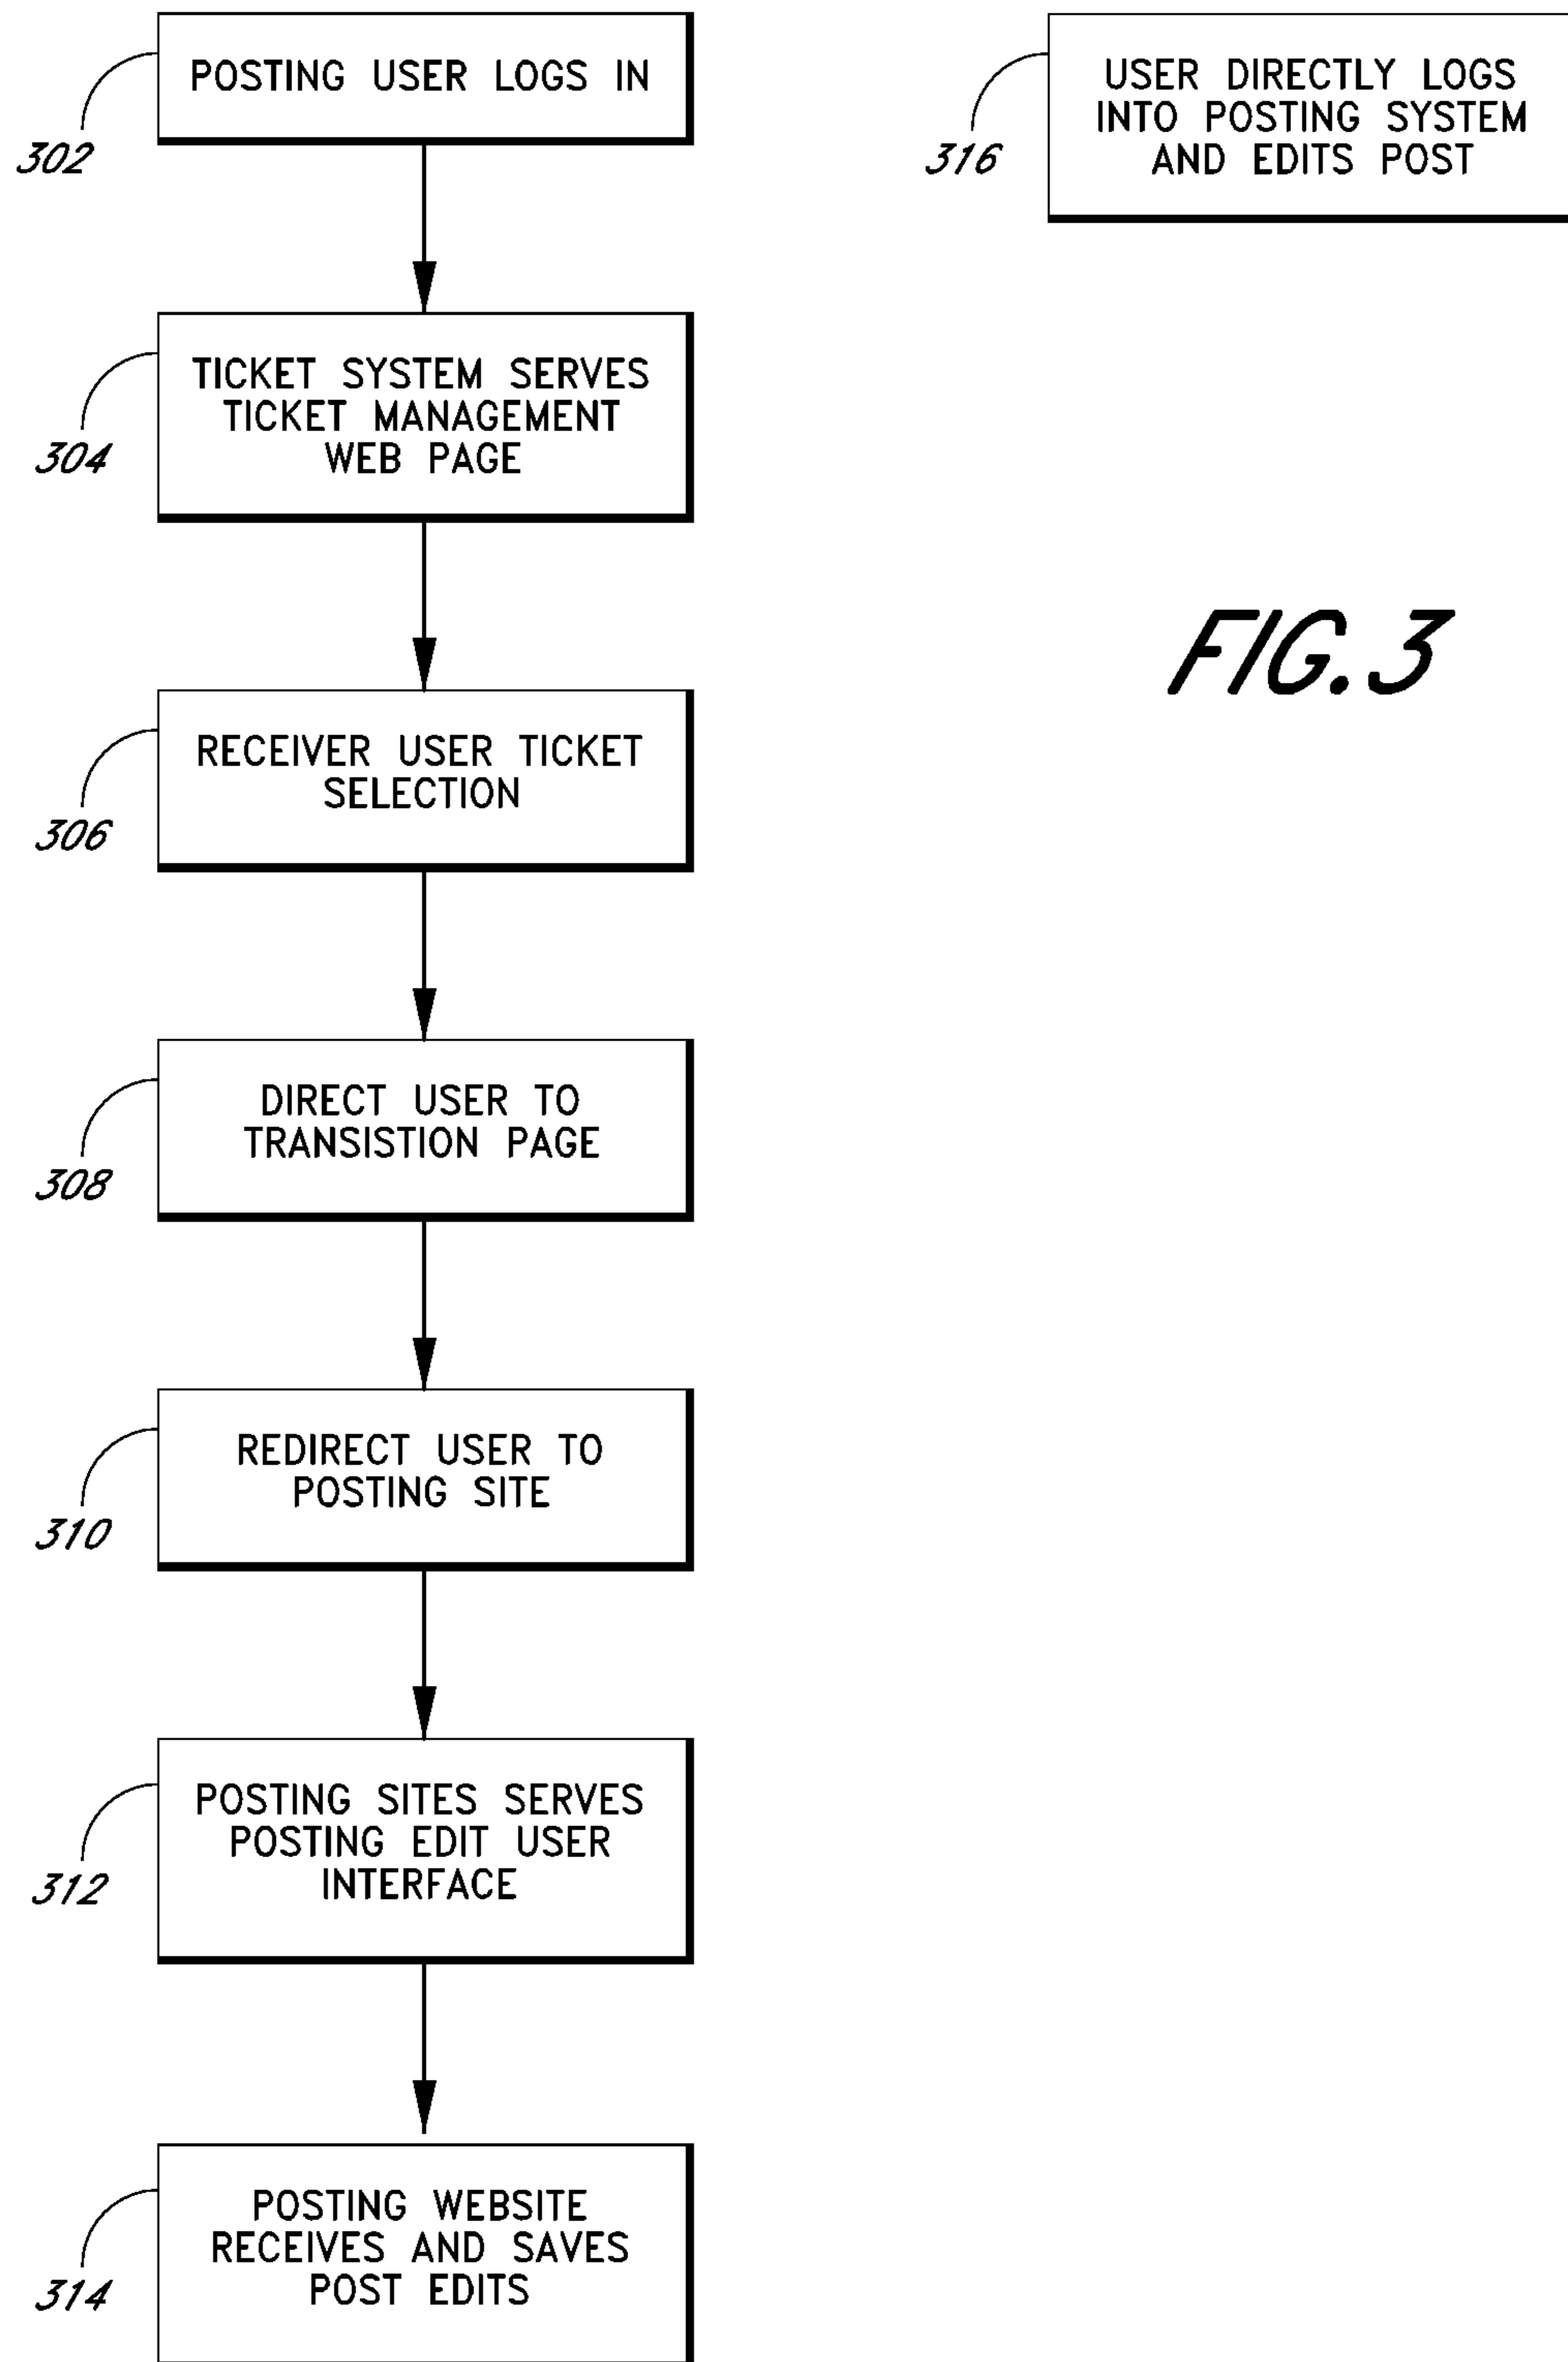 POSTING USER LOGS IN
302
TICKET SYSTEM SERVES
TICKET MANAGEMENT
WEB PAGE
304
RECEIVER USER TICKET
SELECTION
306
DIRECT USER TO
TRANSISTION PAGE
308
REDIRECT USER TO
POSTING SITE
310
POSTING SITES SERVES
POSTING EDIT USER
INTERFACE
312
POSTING WEBSITE
RECEIVES AND SAVES
POST EDITS
314
USER DIRECTLY LOGS
INTO POSTING SYSTEM
AND EDITS POST
316
FIG.3